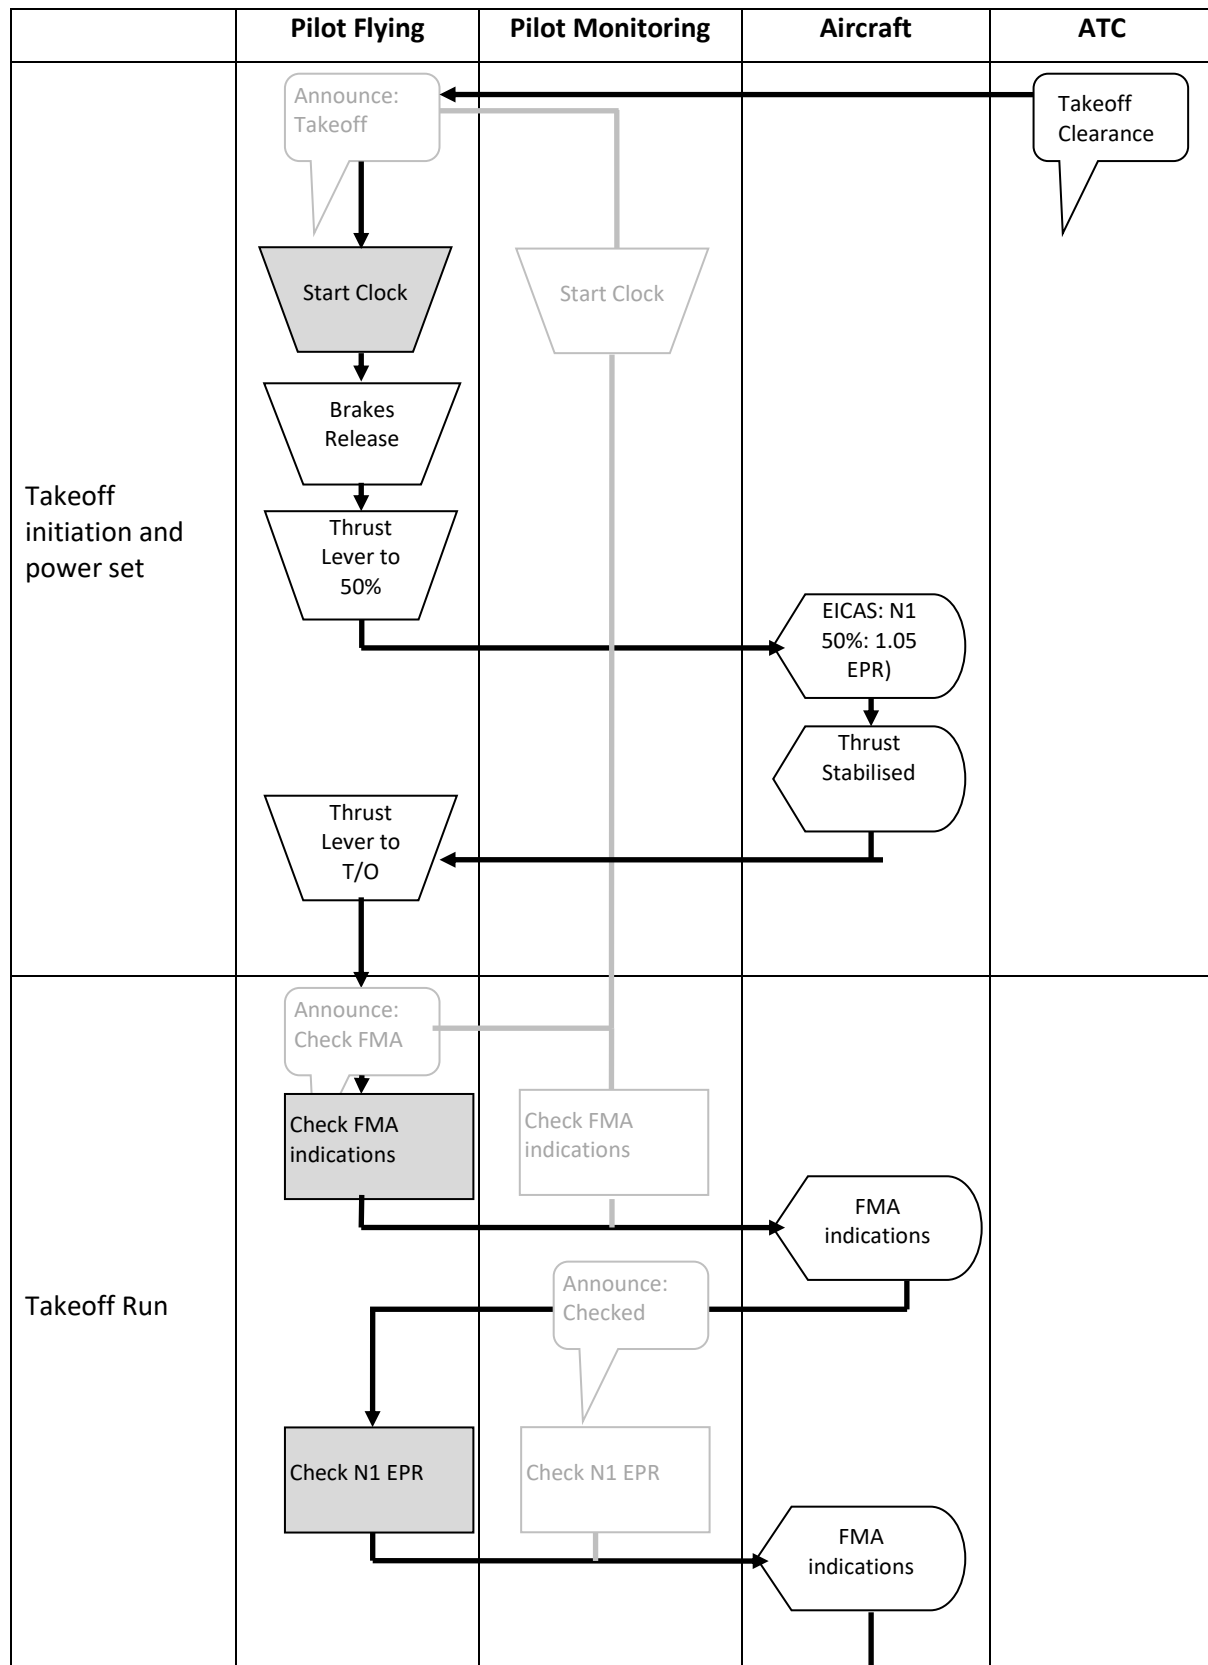 Pilot Flying
Pilot Monitoring
Aircraft
ATC
Announce:
Takeoff
Takeoff
Clearance
Start Clock
Start Clock
Brakes
Release
Takeoff
initiation and
power set
Thrust
Lever to
50%
EICAS: N1
50%: 1.05
EPR)
Thrust
Stabilised
Thrust
Lever to
T/O
Announce:
Check FMA
Check FMA
indications
Check FMA
indications
FMA
indications
Takeoff Run
Announce:
Checked
Check N1 EPR
Check N1 EPR
FMA
indications